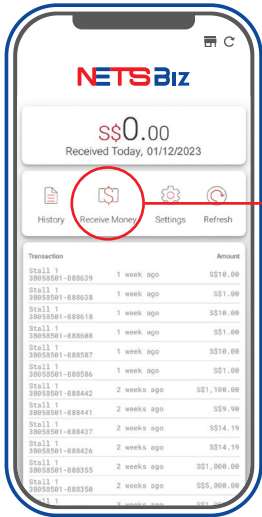 NETSBiz
S$0.00
Received Today, 01/12/2023
History Receive Money Settings Refresh
Transaction Amount
Stall 1
38058501-888639 1 week ago S$10.00
Stall 1
38058501-888638 1 week ago S$1.00
Stall 1
38058501-888618 1 week ago S$10.00
Stall 1
38058501-888608 1 week ago S$1.00
Stall 1
38058501-888587 1 week ago S$10.00
Stall 1
38058501-888586 1 week ago S$1.00
Stall 1
38058501-888442 2 weeks ago S$1,100.00
Stall 1
38058501-888441 2 weeks ago S$9.90
Stall 1
38058501-888437 2 weeks ago S$14.19
Stall 1
38058501-888426 2 weeks ago S$14.19
Stall 1
38058501-888355 2 weeks ago S$1,000.00
Stall 1
38058501-888350 2 weeks ago S$5,000.00
Stall 1